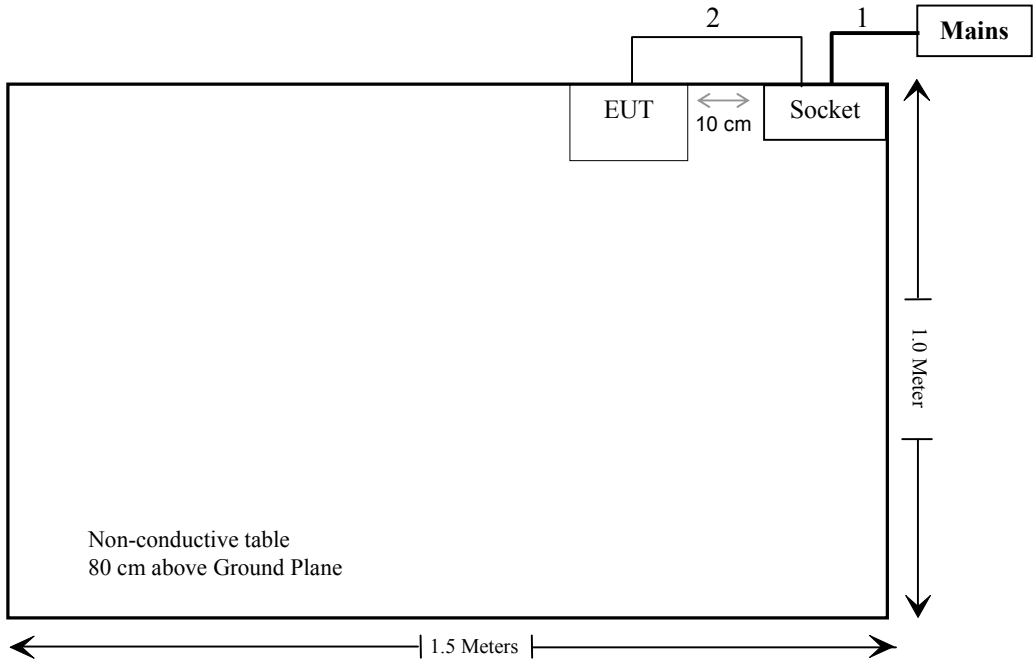 2
1
Mains
EUT
10 cm
Socket
1.0 Meter
Non-conductive table
80 cm above Ground Plane
1.5 Meters